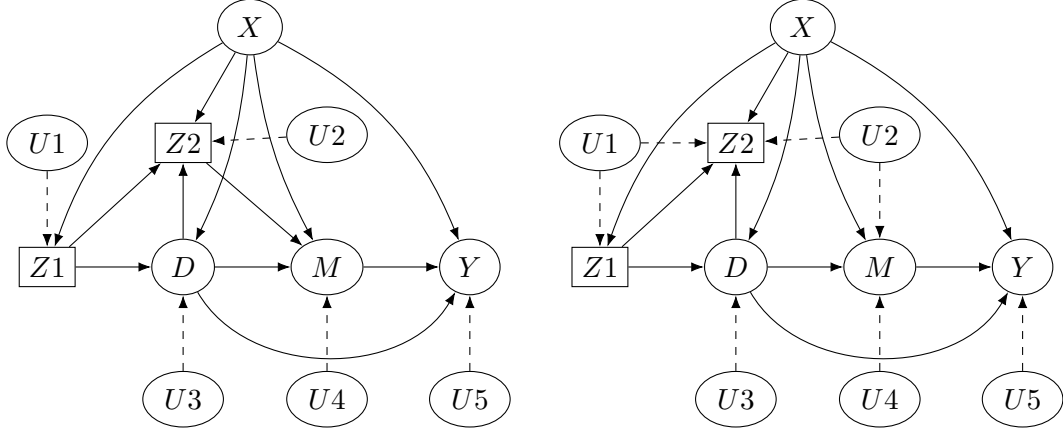 X X
U1 Z2 U2 U1 Z2 U2
Z1 D M Y Z1 D M Y
U3 U4 U5 U3 U4 U5